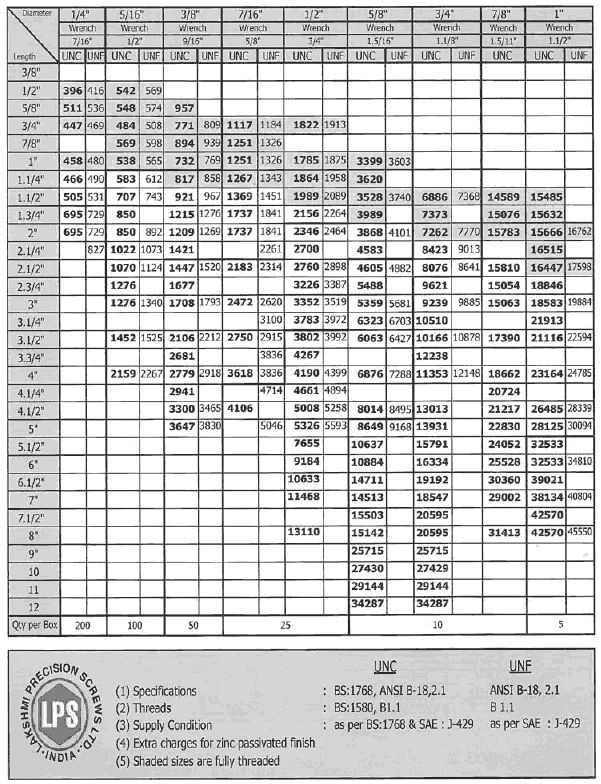 Diameter 1/4" 5/16" 3/8" 7/16" 1/2" 5/8" 3/4" 7/8" 1"
Wrench Wrench Wrench Wrench Wrench Wrench Wrench Wrench Wrench
7/16" 1/2" 9/16" 5/8" 3/4" 1.5/16" 1.1/8" 1.5/11" 1.1/2"
Length UNC UNF UNC UNF UNC UNF UNC UNF UNC UNF UNC UNF UNC UNF UNC UNF UNC UNF
3/8"
1/2" 396 416 542 569
5/8" 511 536 548 574 957
3/4" 447 469 484 508 771 809 1117 1184 1822 1913
7/8" 569 598 894 939 1251 1326
1" 458 480 538 565 732 769 1251 1326 1785 1875 3399 3603
1.1/4" 466 490 583 612 817 858 1267 1343 1864 1958 3620
1.1/2" 505 531 707 743 921 967 1369 1451 1989 2089 3528 3740 6886 7368 14589 15485
1.3/4" 695 729 850 1215 1276 1737 1841 2156 2264 3989 7373 15076 15632
2" 695 729 850 892 1209 1269 1737 1841 2346 2464 3868 4101 7262 7770 15783 15666 16762
2.1/4" 827 1022 1073 1421 2261 2700 4583 8423 9013 16515
2.1/2" 1070 1124 1447 1520 2183 2314 2760 2898 4605 4882 8076 8641 15810 16447 17598
2.3/4" 1276 1677 3226 3387 5488 9621 15054 18846
3" 1276 1340 1708 1793 2472 2620 3352 3519 5359 5681 9239 9885 15063 18583 19884
3.1/4" 3100 3783 3972 6323 6703 10510 21913
3.1/2" 1452 1525 2106 2212 2750 2915 3802 3992 6063 6427 10166 10878 17390 21116 22594
3.3/4" 2681 3836 4267 12238
4" 2159 2267 2779 2918 3618 3836 4190 4399 6876 7288 11353 12148 18662 23164 24785
4.1/4" 2941 4714 4661 4894 20724
4.1/2" 3300 3465 4106 5008 5258 8014 8495 13013 21217 26485 28339
5" 3647 3830 5046 5326 5593 8649 9168 13931 22830 28125 30094
5.1/2" 7655 10637 15791 24052 32533
6" 9184 10884 16334 25528 32533 34810
6.1/2" 10633 14711 19192 30360 39021
7" 11468 14513 18547 29002 38134 40804
7.1/2" 15503 20595 42570
8" 13110 15142 20595 31413 42570 45550
9" 25715 25715
10 27430 27429
11 29144 29144
12 34287 34287
Qty per Box 200 100 50 25 10 5
LAKSHMI PRECISION SCREWS LTD. INDIA
LPS
UNC UNF
(1) Specifications : BS:1768, ANSI B-18,2.1 ANSI B-18, 2.1
(2) Threads : BS:1580, B1.1 B 1.1
(3) Supply Condition : as per BS:1768 & SAE : J-429 as per SAE : J-429
(4) Extra charges for zinc passivated finish
(5) Shaded sizes are fully threaded